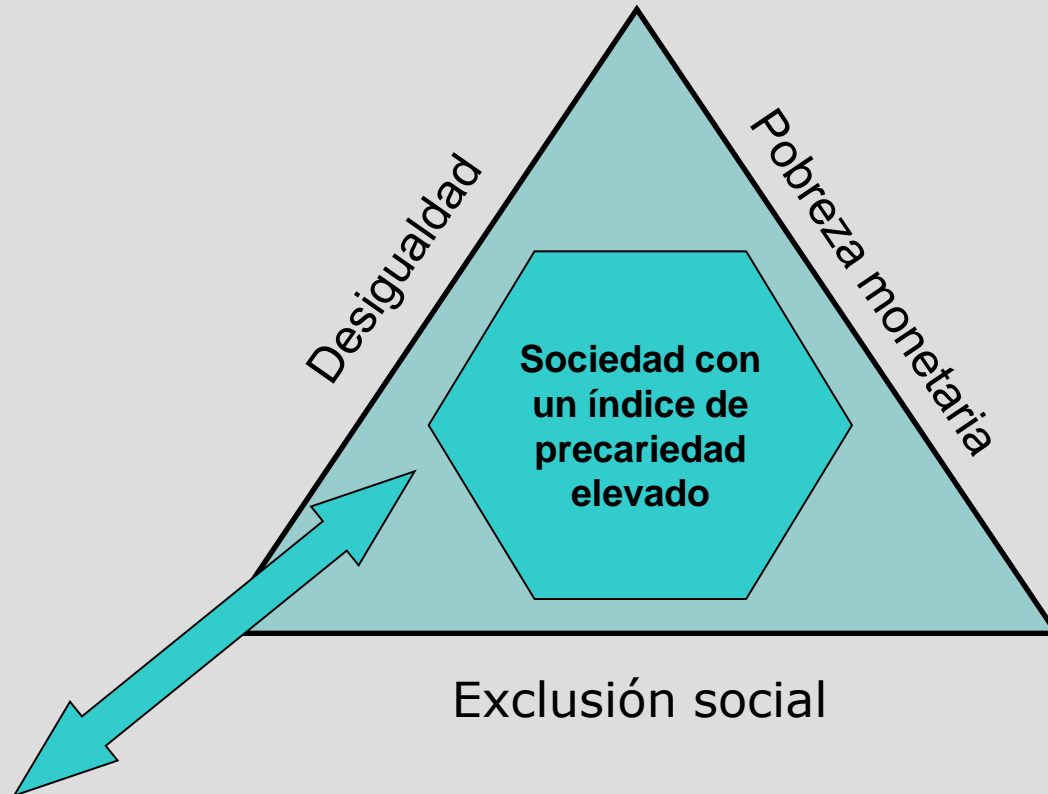 Desigualdad
Pobreza monetaria
Sociedad con
un índice de
precariedad
elevado
Exclusión social